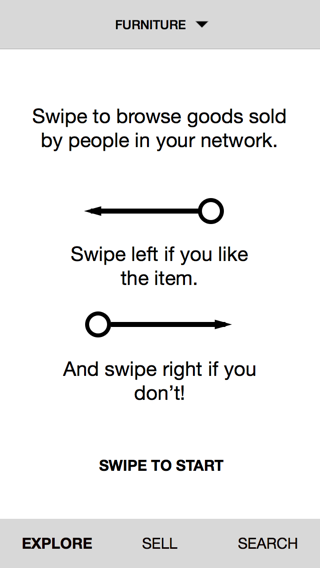 FURNITURE
Swipe to browse goods sold
by people in your network.
Swipe left if you like
the item.
And swipe right if you
don’t!
SWIPE TO START
EXPLORE SELL SEARCH